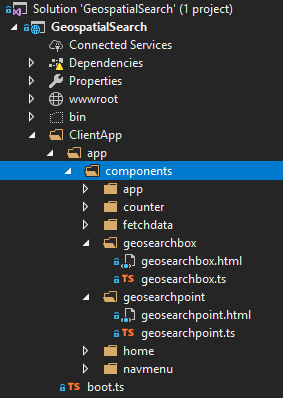 Solution 'GeospatialSearch' (1 project)
GeospatialSearch
Connected Services
Dependencies
Properties
wwwroot
bin
ClientApp
app
components
app
counter
fetchdata
geosearchbox
geosearchbox.html
TS geosearchbox.ts
geosearchpoint
geosearchpoint.html
TS geosearchpoint.ts
home
navmenu
TS boot.ts